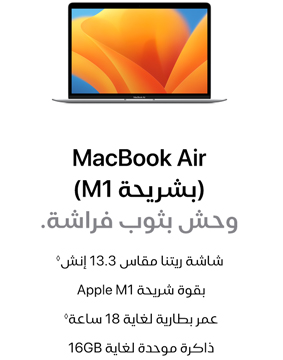 MacBook Air
(بشريحة M1)
وحش بثوب فراشة.
شاشة ريتنا مقاس 13.3 إنش◊
بقوة شريحة Apple M1
عمر بطارية لغاية 18 ساعة◊
ذاكرة موحدة لغاية 16GB